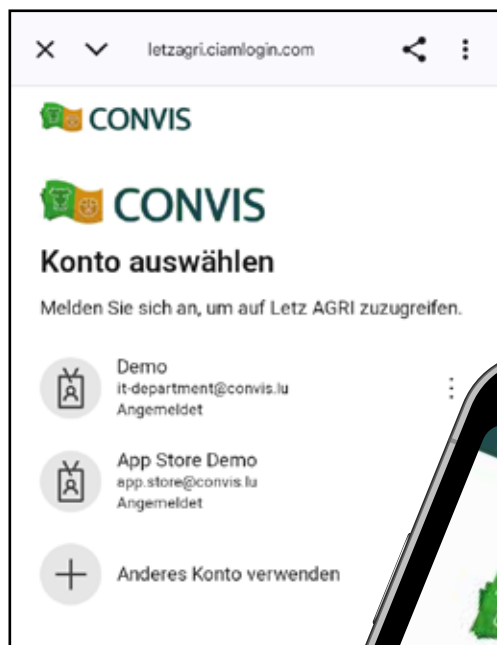 letzagri.ciamlogin.com
CONVIS
CONVIS
Konto auswählen
Melden Sie sich an, um auf Letz AGRI zuzugreifen.
Demo
it-department@convis.lu
Angemeldet
App Store Demo
app.store@convis.lu
Angemeldet
Anderes Konto verwenden